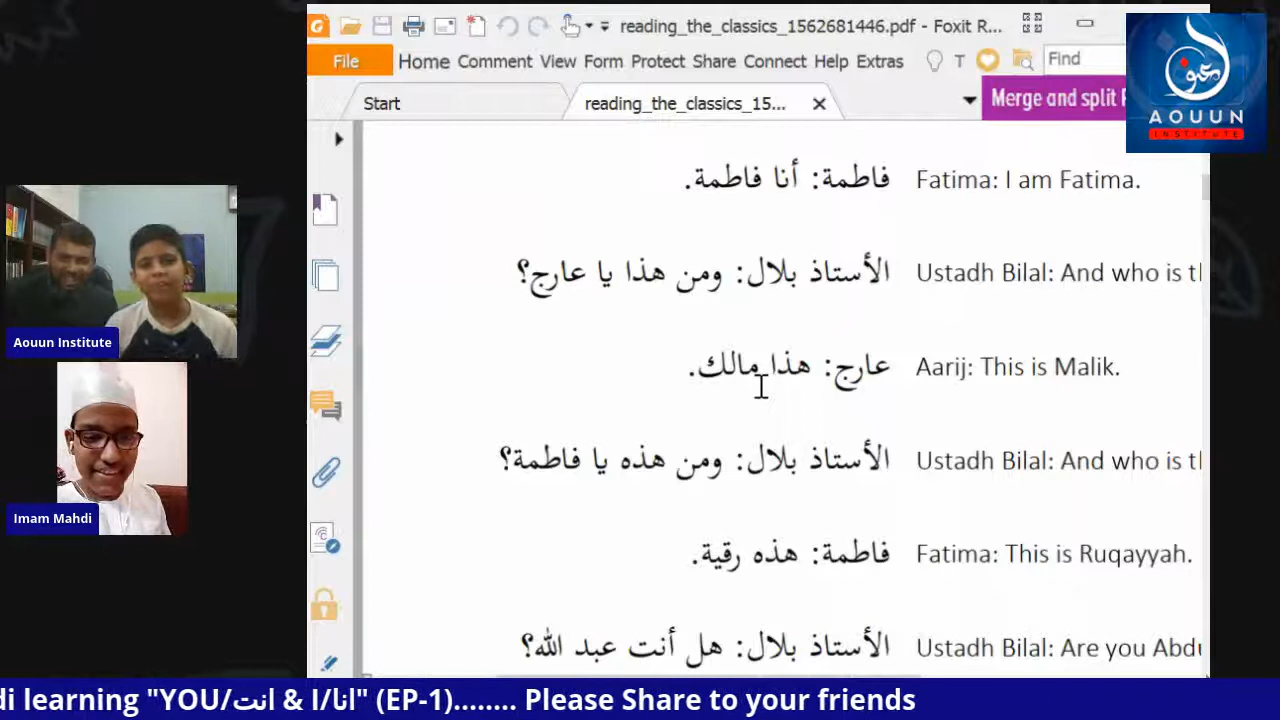 reading_the_classics_1562681446.pdf - Foxit R...
File Home Comment View Form Protect Share Connect Help Extras T Find
Start
reading_the_classics_15...
Merge and split
AOUUN
INSTITUTE
فاطمة: أنا فاطمة.
Fatima: I am Fatima.
الأستاذ بلال: ومن هذا يا عارج؟
Ustadh Bilal: And who is th
عارج: هذا مالك.
Aarij: This is Malik.
الأستاذ بلال: ومن هذه يا فاطمة؟
Ustadh Bilal: And who is th
فاطمة: هذه رقية.
Fatima: This is Ruqayyah.
الأستاذ بلال: هل أنت عبد الله؟
Ustadh Bilal: Are you Abdu
Aouun Institute
Imam Mahdi
di learning "YOU/انت & ا/انا" (EP-1)........ Please Share to your friends